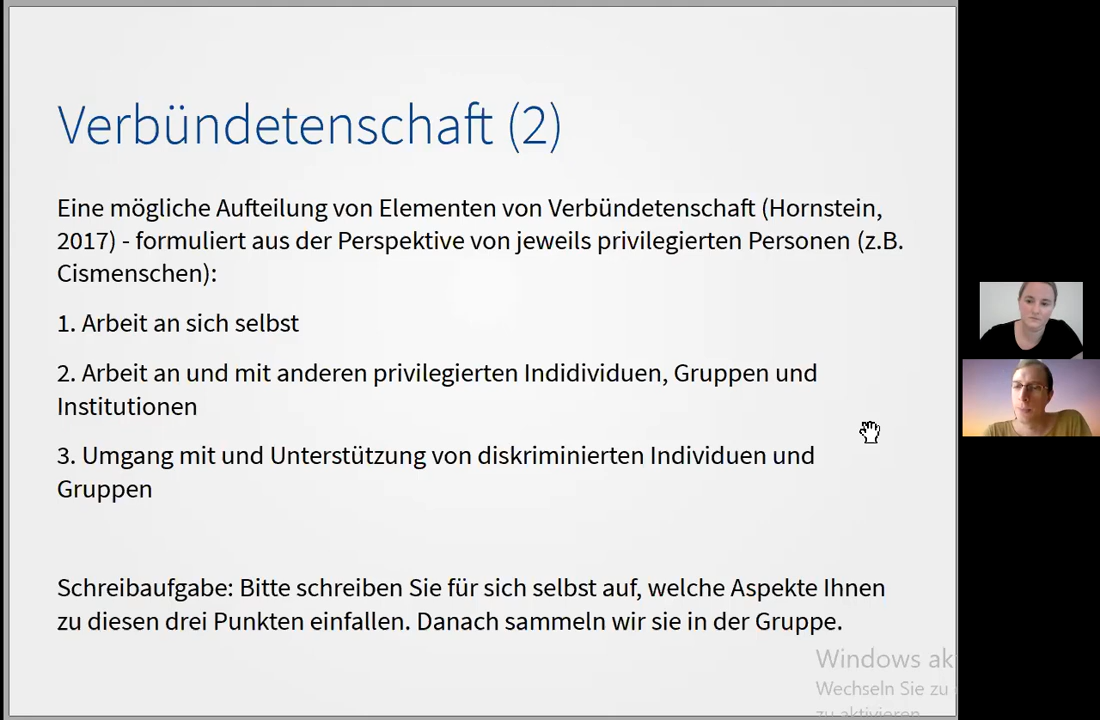 Verbündetenschaft (2)
Eine mögliche Aufteilung von Elementen von Verbündetenschaft (Hornstein,
2017) - formuliert aus der Perspektive von jeweils privilegierten Personen (z.B.
Cismenschen):
1. Arbeit an sich selbst
2. Arbeit an und mit anderen privilegierten Indidividuen, Gruppen und
Institutionen
3. Umgang mit und Unterstützung von diskriminierten Individuen und
Gruppen
Schreibaufgabe: Bitte schreiben Sie für sich selbst auf, welche Aspekte Ihnen
zu diesen drei Punkten einfallen. Danach sammeln wir sie in der Gruppe.
Windows ak
Wechseln Sie zu
zu aktivieren